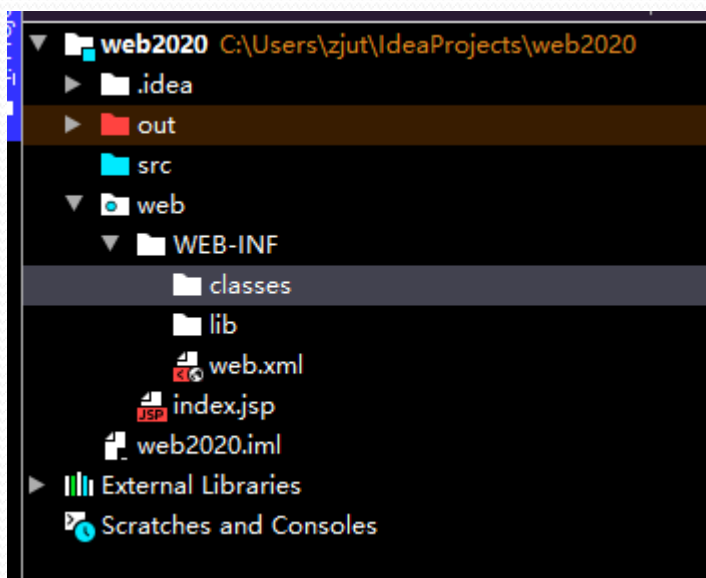 web2020 C:\Users\zjut\IdeaProjects\web2020
.idea
out
src
web
WEB-INF
classes
lib
web.xml
JSP index.jsp
web2020.iml
External Libraries
Scratches and Consoles